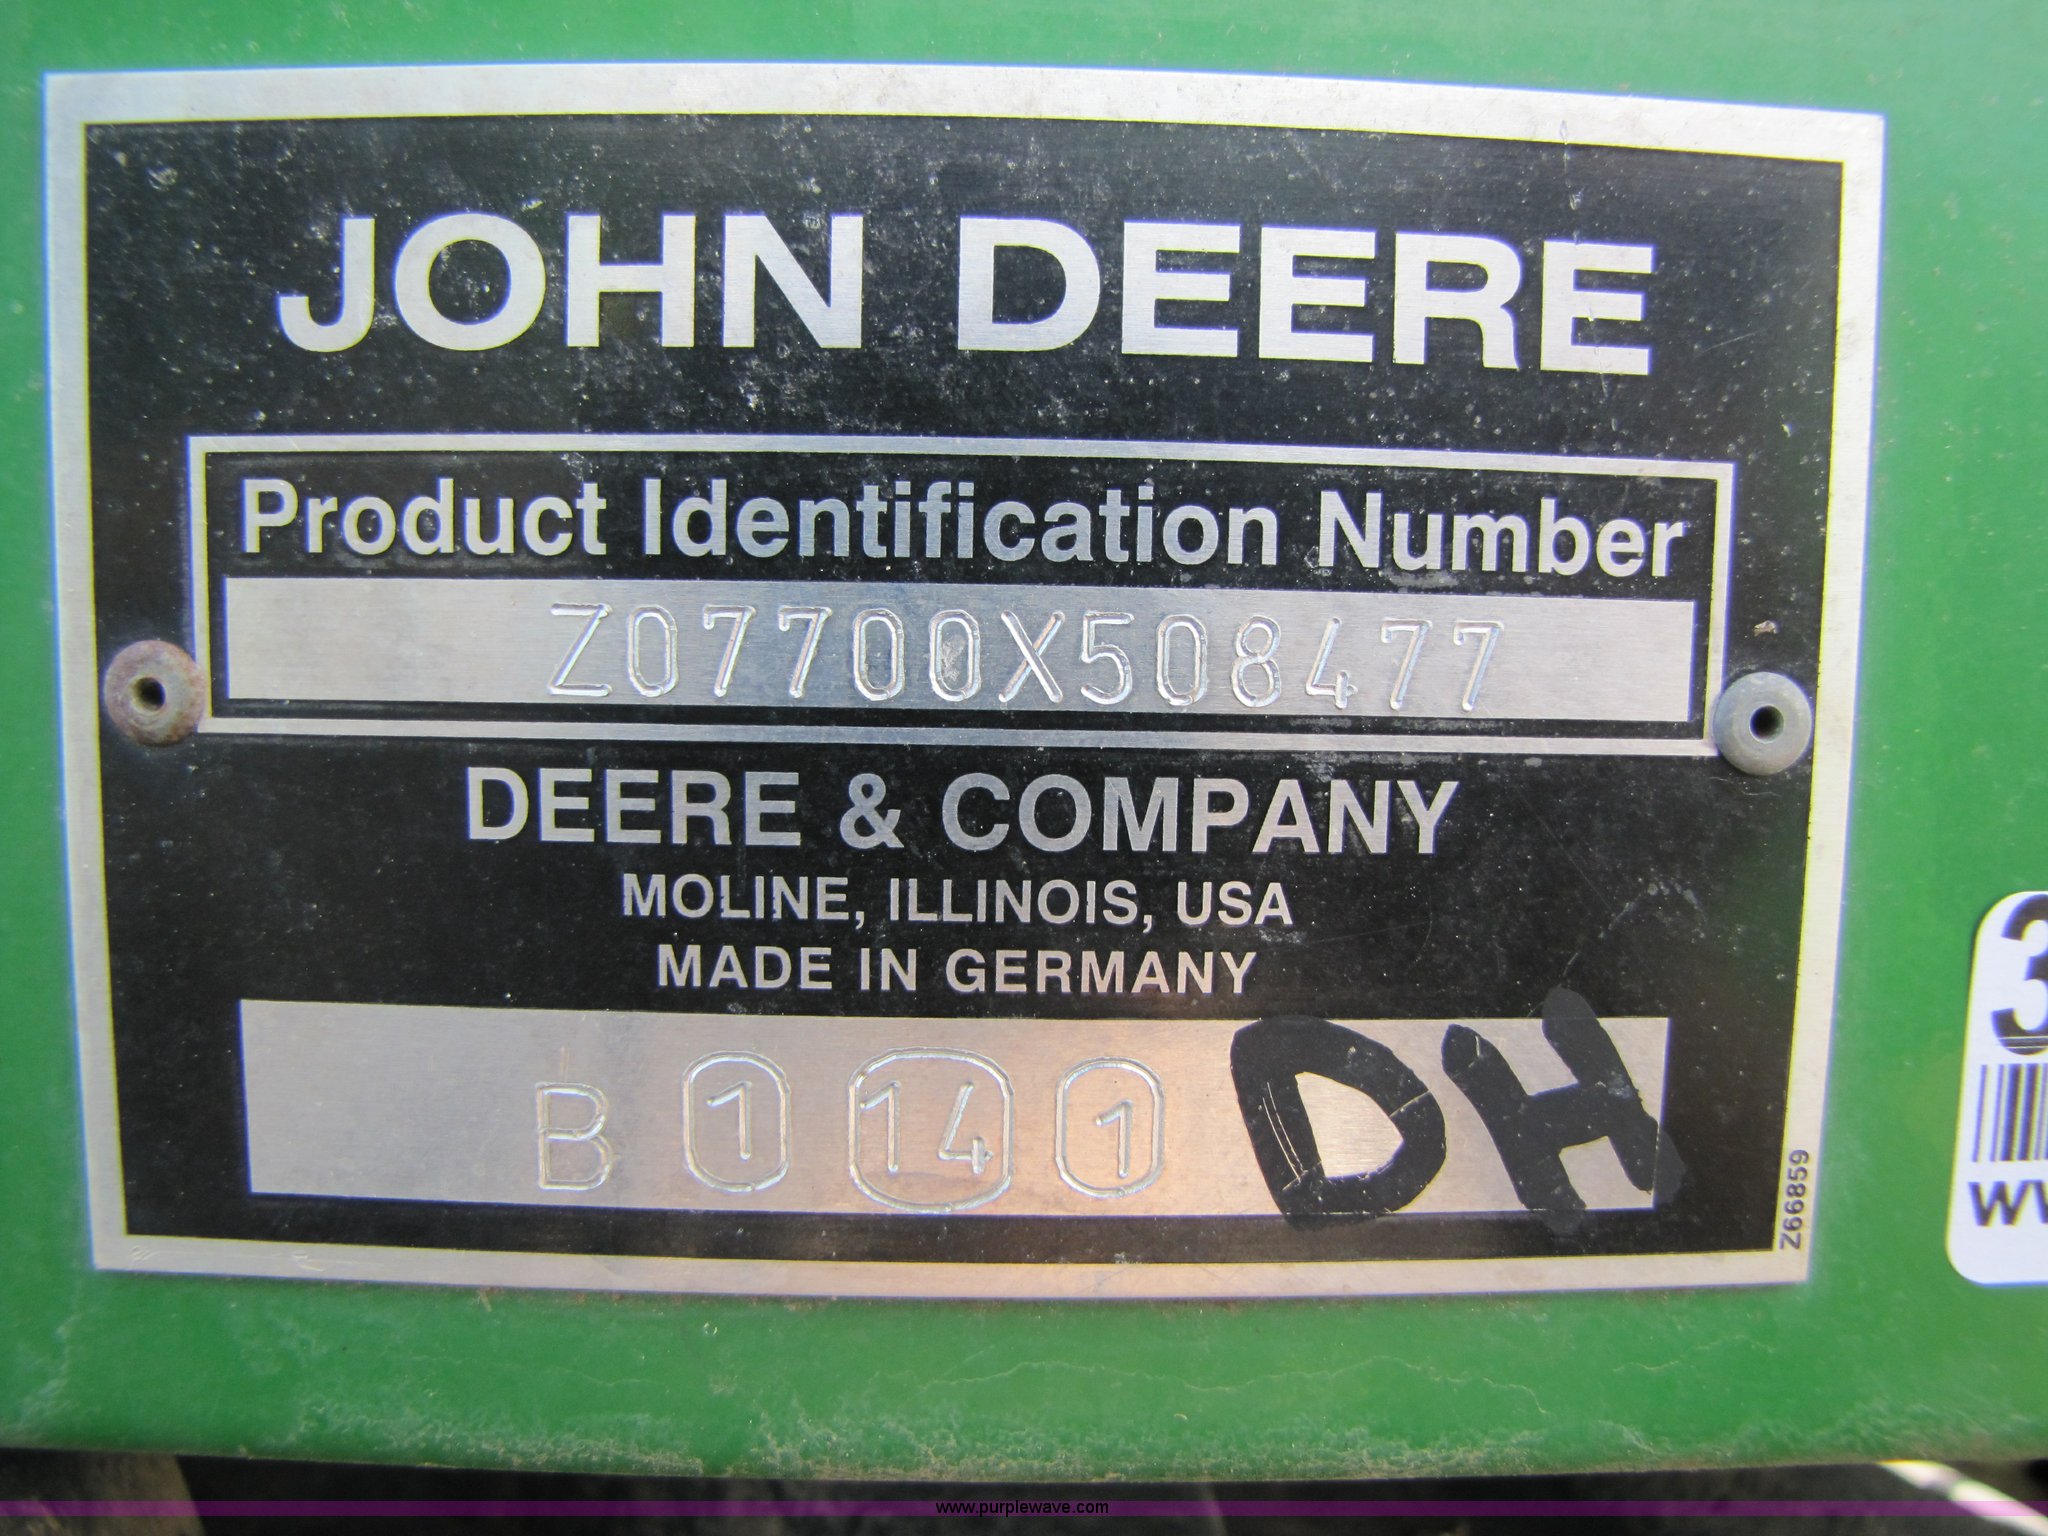 JOHN DEERE
Product Identification Number
Z07700X508477
DEERE & COMPANY
MOLINE, ILLINOIS, USA
MADE IN GERMANY
B 1 14 1 DH
Z66859
3
www.purplewave.com